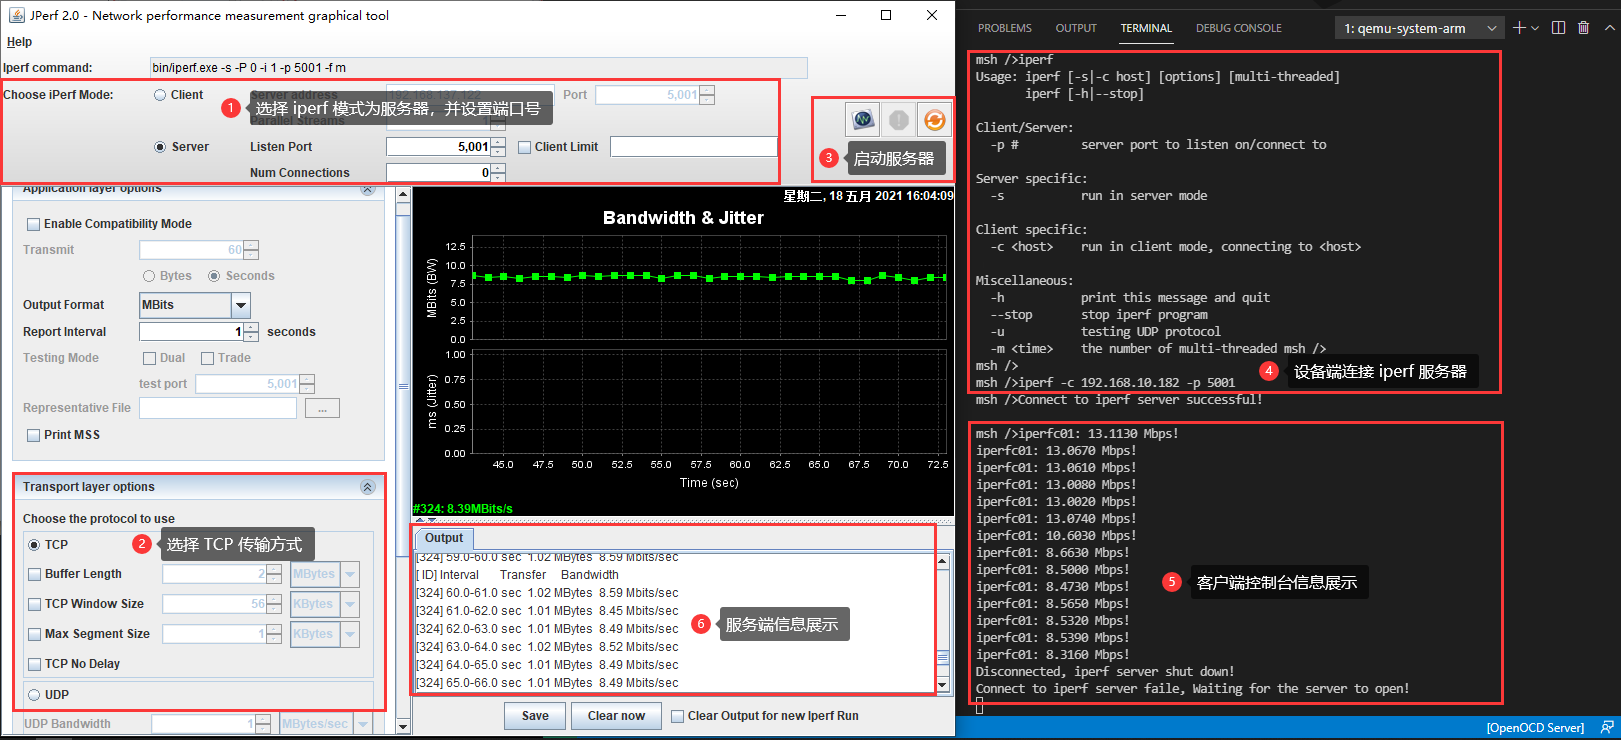 JPerf 2.0 - Network performance measurement graphical tool
Help
Iperf command:
bin/iperf.exe -s -P 0 -i 1 -p 5001 -f m
Choose iPerf Mode:
Client
Server address
192.168.137.122
Port
5,001
1
选择 iperf 模式为服务器，并设置端口号
Parallel Streams
1
Server
Listen Port
5,001
Client Limit
Num Connections
0
3
启动服务器
Application layer options
Enable Compatibility Mode
Transmit
60
Bytes
Seconds
Output Format
MBits
Report Interval
1
seconds
Testing Mode
Dual
Trade
test port
5,001
Representative File
...
Print MSS
Transport layer options
Choose the protocol to use
TCP
2
选择 TCP 传输方式
Buffer Length
2
MBytes
TCP Window Size
56
KBytes
Max Segment Size
1
KBytes
TCP No Delay
UDP
UDP Bandwidth
1
MBytes/sec
星期二, 18 五月 2021 16:04:09
Bandwidth & Jitter
MBits (BW)
12.5
10.0
7.5
5.0
2.5
0.0
ms (Jitter)
1.00
0.75
0.50
0.25
0.00
45.0 47.5 50.0 52.5 55.0 57.5 60.0 62.5 65.0 67.5 70.0 72.5
Time (sec)
#324: 8.39MBits/s
Output
[324] 59.0-60.0 sec 1.02 MBytes 8.59 Mbits/sec
[ ID] Interval Transfer Bandwidth
[324] 60.0-61.0 sec 1.02 MBytes 8.59 Mbits/sec
[324] 61.0-62.0 sec 1.01 MBytes 8.45 Mbits/sec
[324] 62.0-63.0 sec 1.01 MBytes 8.49 Mbits/sec
[324] 63.0-64.0 sec 1.02 MBytes 8.52 Mbits/sec
[324] 64.0-65.0 sec 1.01 MBytes 8.49 Mbits/sec
[324] 65.0-66.0 sec 1.01 MBytes 8.49 Mbits/sec
6
服务端信息展示
Save
Clear now
Clear Output for new Iperf Run
PROBLEMS
OUTPUT
TERMINAL
DEBUG CONSOLE
1: qemu-system-arm
msh />iperf
Usage: iperf [-s|-c host] [options] [multi-threaded]
iperf [-h|--stop]
Client/Server:
-p # server port to listen on/connect to
Server specific:
-s run in server mode
Client specific:
-c <host> run in client mode, connecting to <host>
Miscellaneous:
-h print this message and quit
--stop stop iperf program
-u testing UDP protocol
-m <time> the number of multi-threaded msh />
msh />
msh />iperf -c 192.168.10.182 -p 5001
4
设备端连接 iperf 服务器
msh />Connect to iperf server successful!
msh />iperfc01: 13.1130 Mbps!
iperfc01: 13.0670 Mbps!
iperfc01: 13.0610 Mbps!
iperfc01: 13.0080 Mbps!
iperfc01: 13.0020 Mbps!
iperfc01: 13.0740 Mbps!
iperfc01: 10.6030 Mbps!
iperfc01: 8.6630 Mbps!
iperfc01: 8.5000 Mbps!
iperfc01: 8.4730 Mbps!
iperfc01: 8.5650 Mbps!
iperfc01: 8.5320 Mbps!
iperfc01: 8.5390 Mbps!
iperfc01: 8.3160 Mbps!
5
客户端控制台信息展示
Disconnected, iperf server shut down!
Connect to iperf server faile, Waiting for the server to open!
[OpenOCD Server]